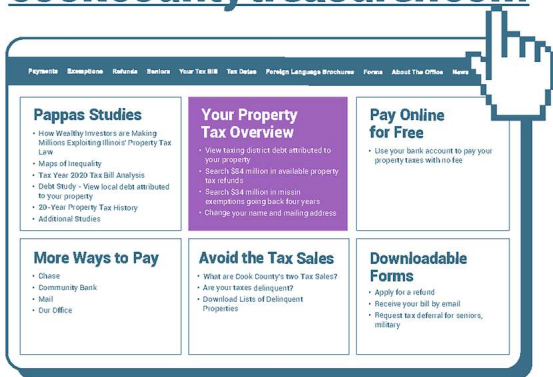 cookcountytreasurer.com
Payments Exemptions Refunds Seniors Your Tax Bill Tax Dates Foreign Language Brochures Forms About The Office News
Pappas Studies
• How Wealthy Investors are Making
Millions Exploiting Illinois' Property Tax
Law
• Maps of Inequality
• Tax Year 2020 Tax Bill Analysis
• Debt Study - View local debt attributed
to your property
• 20-Year Property Tax History
• Additional Studies
Your Property
Tax Overview
• View taxing district debt attributed to
your property
• Search $84 million in available property
tax refunds
• Search $34 million in missin
exemptions going back four years
• Change your name and mailing address
Pay Online
for Free
• Use your bank account to pay your
property taxes with no fee
More Ways to Pay
• Chase
• Community Bank
• Mail
• Our Office
Avoid the Tax Sales
• What are Cook County's two Tax Sales?
• Are your taxes delinquent?
• Download Lists of Delinquent
Properties
Downloadable
Forms
• Apply for a refund
• Receive your bill by email
• Request tax deferral for seniors,
military